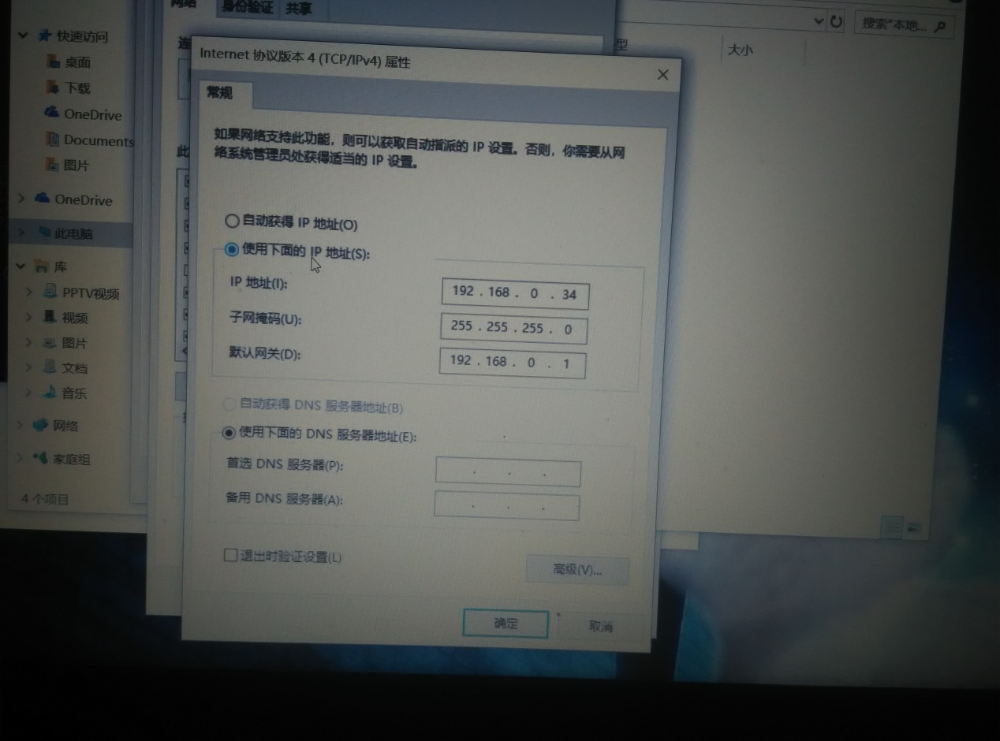 网络 身份验证 共享
快速访问
桌面
下载
OneDrive
Documents
图片
OneDrive
此电脑
库
PPTV视频
视频
图片
文档
音乐
网络
家庭组
4 个项目
搜索"本地...
型 大小
连
此
Internet 协议版本 4 (TCP/IPv4) 属性
常规
如果网络支持此功能，则可以获取自动指派的 IP 设置。否则，你需要从网
络系统管理员处获得适当的 IP 设置。
自动获得 IP 地址(O)
使用下面的 IP 地址(S):
IP 地址(I): 192 . 168 . 0 . 34
子网掩码(U): 255 . 255 . 255 . 0
默认网关(D): 192 . 168 . 0 . 1
自动获得 DNS 服务器地址(B)
使用下面的 DNS 服务器地址(E):
首选 DNS 服务器(P): . . .
备用 DNS 服务器(A): . . .
退出时验证设置(L)
高级(V)...
确定 取消